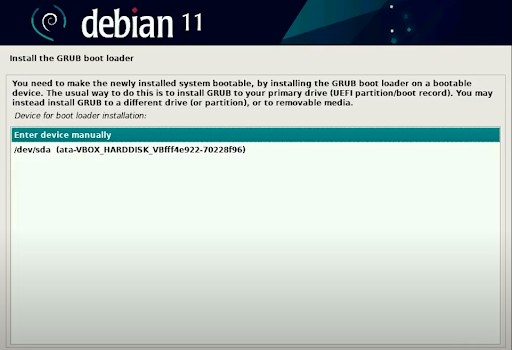 debian 11
Install the GRUB boot loader
You need to make the newly installed system bootable, by installing the GRUB boot loader on a bootable
device. The usual way to do this is to install GRUB to your primary drive (UEFI partition/boot record). You may
instead install GRUB to a different drive (or partition), or to removable media.
Device for boot loader installation:
Enter device manually
/dev/sda (ata-VBOX_HARDDISK_VBfff4e922-70228f96)